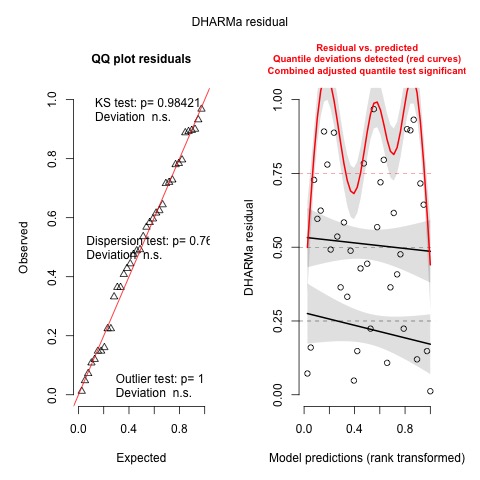 DHARMa residual
QQ plot residuals
KS test: p= 0.98421
Deviation n.s.
Dispersion test: p= 0.76
Deviation n.s.
Outlier test: p= 1
Deviation n.s.
Observed
0.0
0.2
0.4
0.6
0.8
1.0
0.0
0.4
0.8
Expected
Residual vs. predicted
Quantile deviations detected (red curves)
Combined adjusted quantile test significant
DHARMa residual
0.00
0.25
0.50
0.75
1.00
0.0
0.4
0.8
Model predictions (rank transformed)